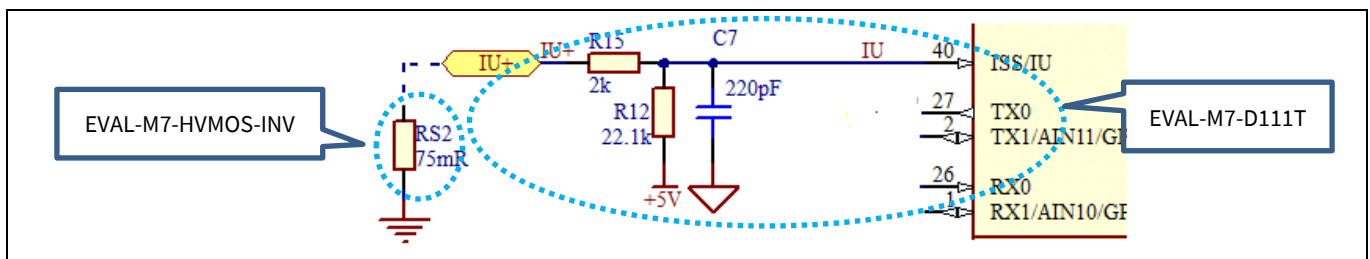 R15
C7
IU+
IU+
IU
40
ISS/IU
2k
220pF
27
TX0
R12
22.1k
2
TX1/AIN11/GP
EVAL-M7-HVMOS-INV
EVAL-M7-D111T
RS2
75mR
26
RX0
+5V
1
RX1/AIN10/GP